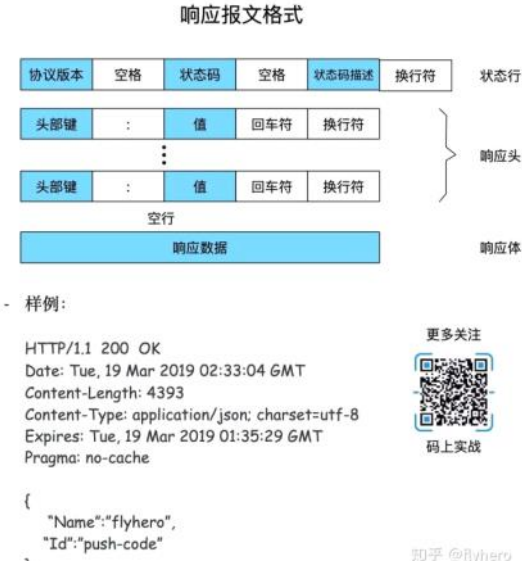 响应报文格式
协议版本 空格 状态码 空格 状态码描述 换行符 状态行
头部键 : 值 回车符 换行符
响应头
头部键 : 值 回车符 换行符
空行
响应数据 响应体
- 样例:
更多关注
HTTP/1.1 200 OK
Date: Tue, 19 Mar 2019 02:33:04 GMT
Content-Length: 4393
Content-Type: application/json; charset=utf-8
Expires: Tue, 19 Mar 2019 01:35:29 GMT
Pragma: no-cache
码上实战
{
"Name":"flyhero",
"Id":"push-code"
知乎 @flyhero